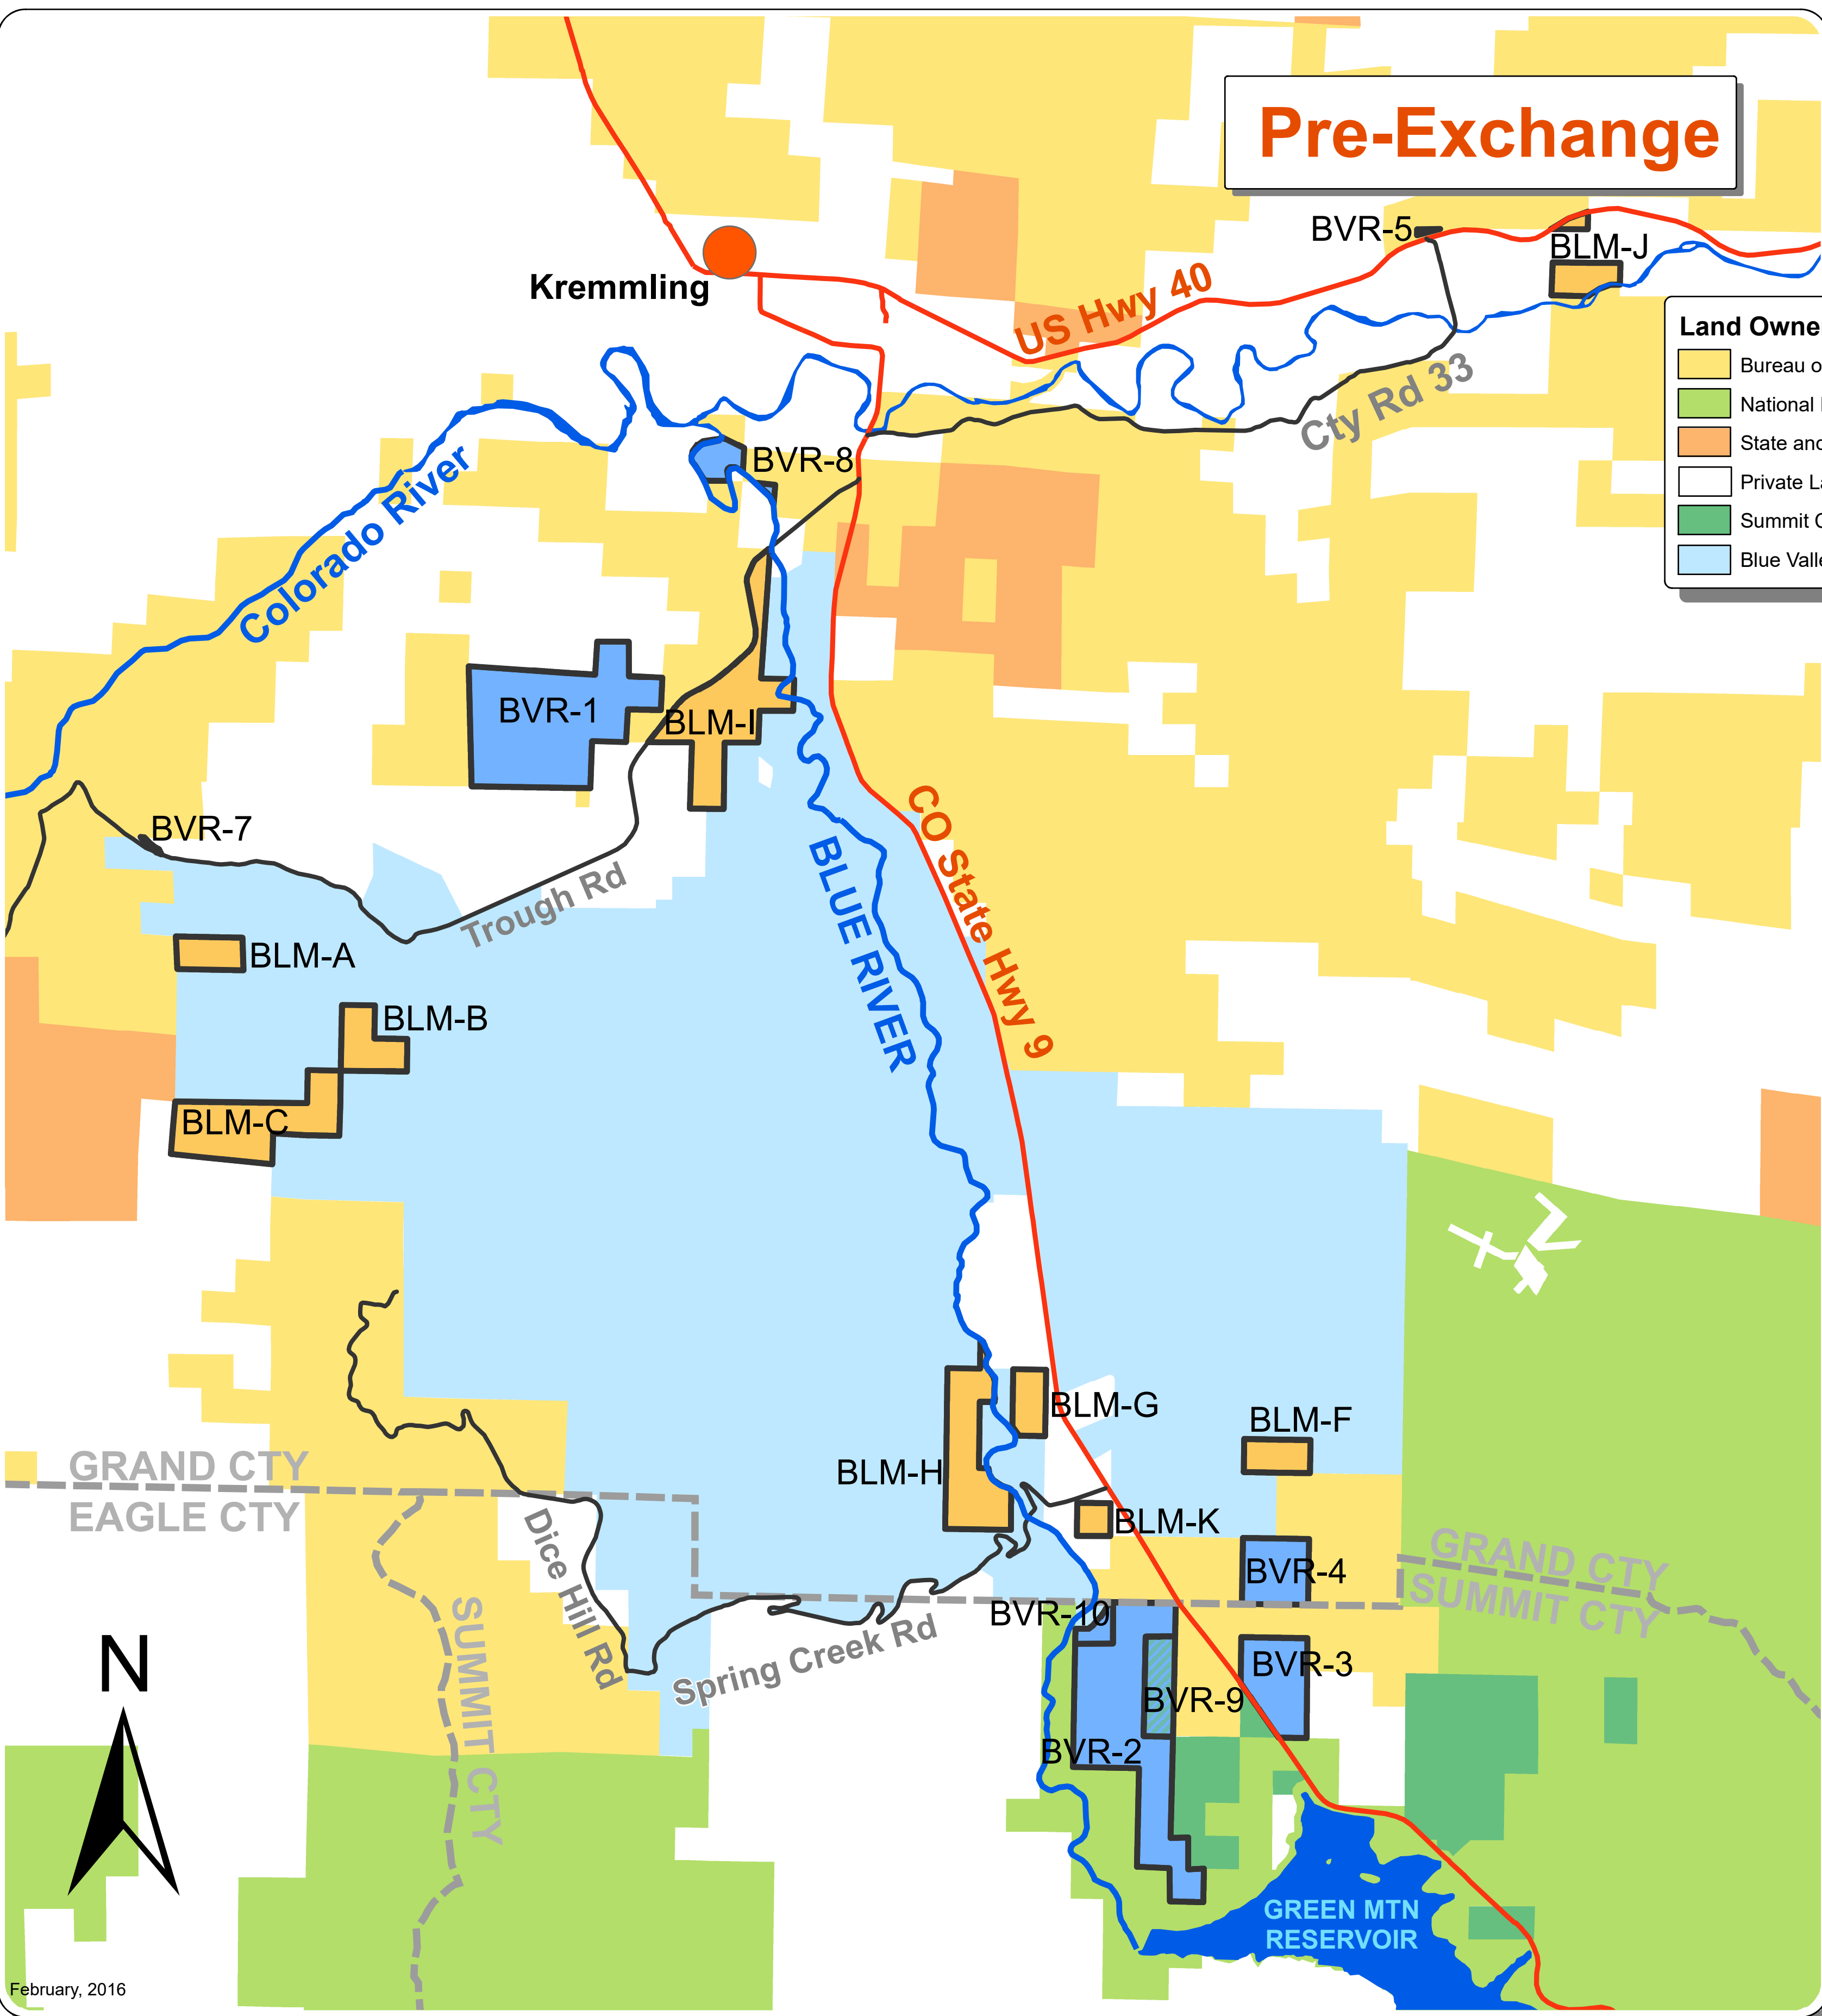 Pre-Exchange
BVR-5
BLM-J
Kremmling
US Hwy 40
Land Owne
Bureau o
National
State and
Private La
Summit C
Blue Valle
Cty Rd 33
BVR-8
Colorado River
BVR-1
BLM-I
BVR-7
Trough Rd
CO State Hwy 9
BLUE RIVER
BLM-A
BLM-B
BLM-C
BLM-G
BLM-F
BLM-H
GRAND CTY
EAGLE CTY
BLM-K
Dice Hill Rd
GRAND CTY
SUMMIT CTY
BVR-4
BVR-10
SUMMIT CTY
Spring Creek Rd
BVR-3
BVR-9
BVR-2
N
GREEN MTN
RESERVOIR
February, 2016